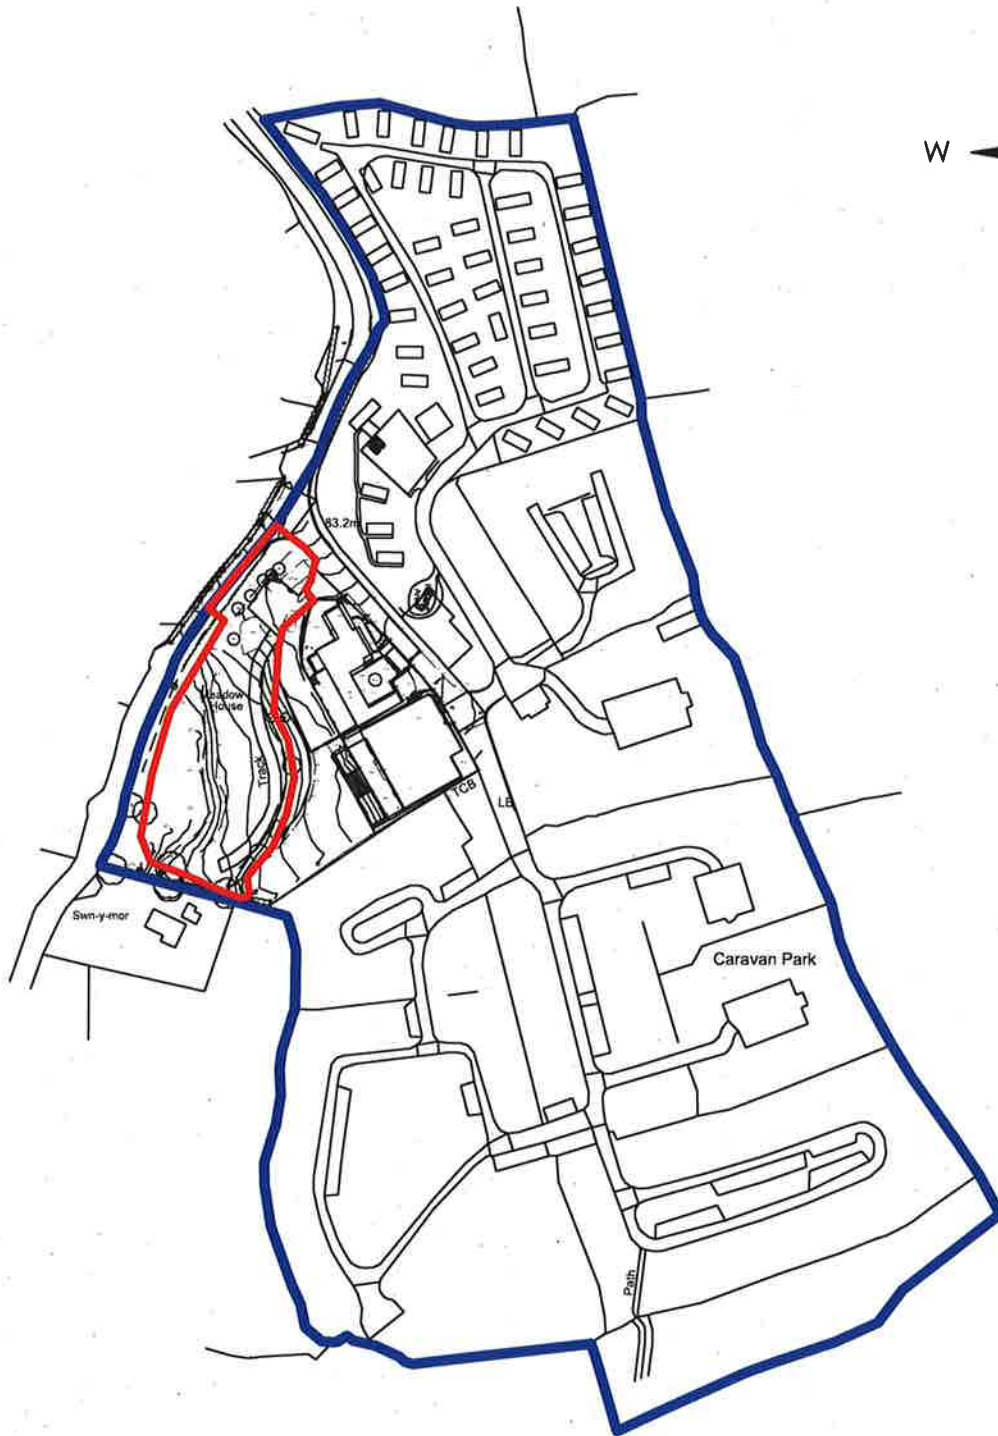 W
83.2m
Meadow
House
Track
TCB
LB
Swn-y-mor
Caravan Park
Path